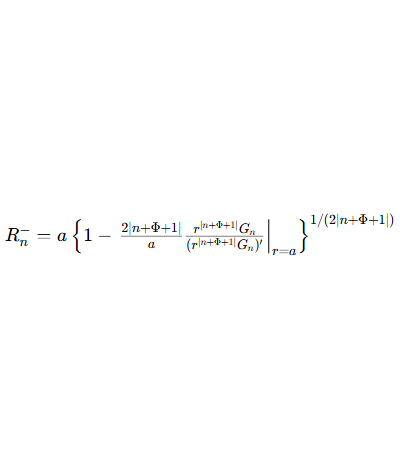 $R_n^- = a \left\{ 1 - \frac{2|n+\Phi+1|}{a} \frac{r^{|n+\Phi+1|} G_n}{(r^{|n+\Phi+1|} G_n)'} \Big|_{r=a} \right\}^{1/(2|n+\Phi+1|)}$